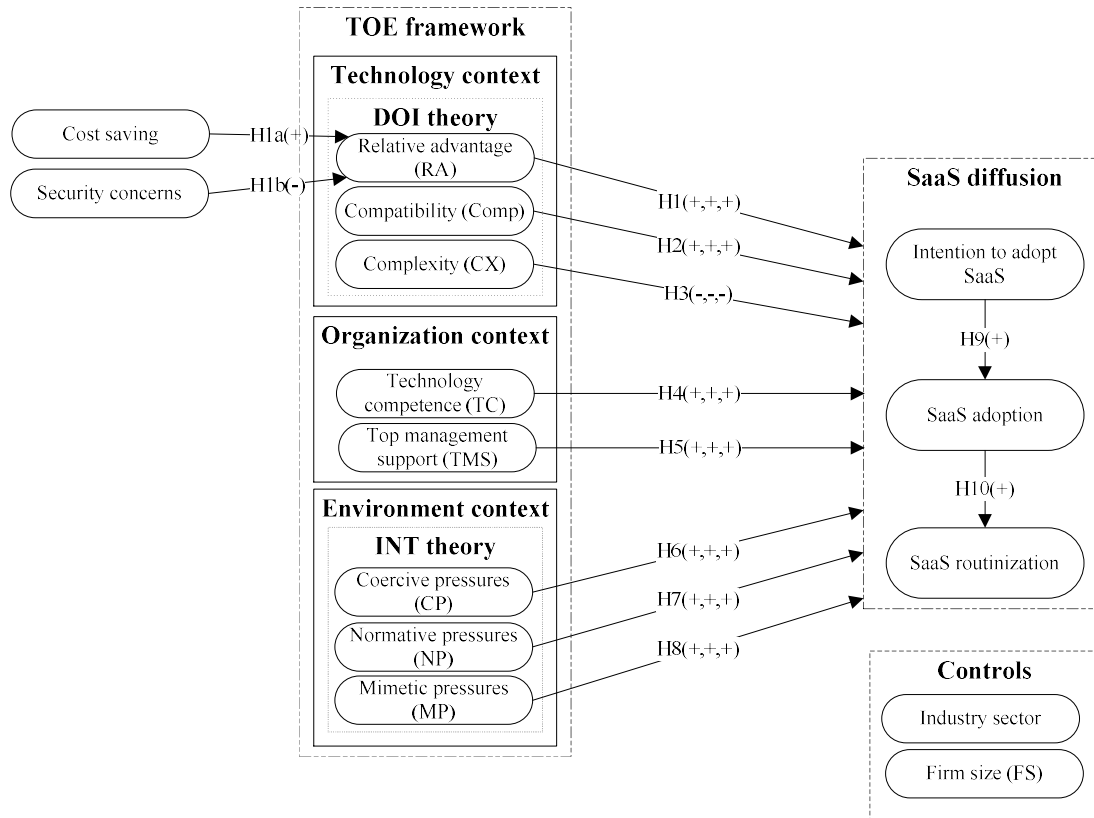 TOE framework
Technology context
DOI theory
Cost saving
H1a(+)
Security concerns
H1b(-)
Relative advantage
(RA)
Compatibility (Comp)
Complexity (CX)
Organization context
Technology
competence (TC)
Top management
support (TMS)
Environment context
INT theory
Coercive pressures
(CP)
Normative pressures
(NP)
Mimetic pressures
(MP)
H1(+,+,+)
H2(+,+,+)
H3(-,-,-)
H4(+,+,+)
H5(+,+,+)
H6(+,+,+)
H7(+,+,+)
H8(+,+,+)
SaaS diffusion
Intention to adopt
SaaS
H9(+)
SaaS adoption
H10(+)
SaaS routinization
Controls
Industry sector
Firm size (FS)